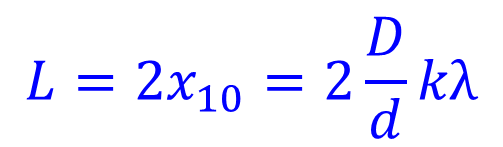 L = 2x₁₀ = 2 D/d kλ